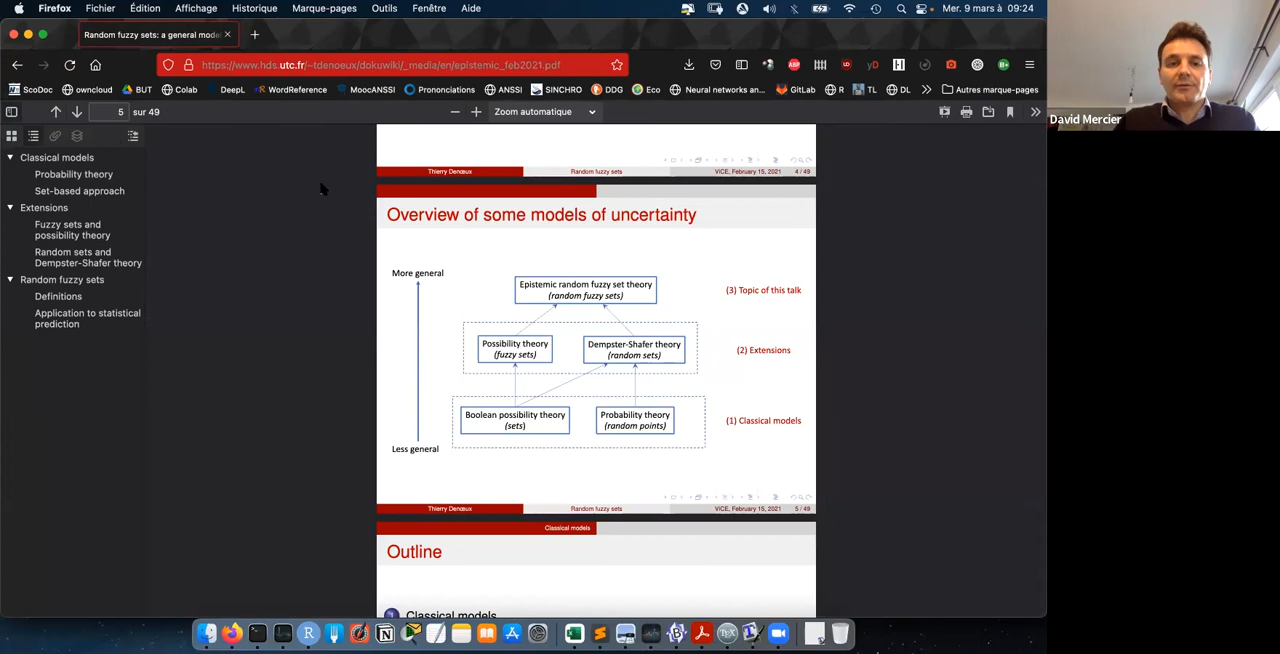 Firefox Fichier Édition Affichage Historique Marque-pages Outils Fenêtre Aide Mer. 9 mars à 09:24
Random fuzzy sets: a general mode
https://www.hds.utc.fr/~tdenoeux/dokuwiki/_media/en/epistemic_feb2021.pdf
ScoDoc owncloud BUT Colab DeepL WordReference MoocANSSI Prononciations ANSSI SINCHRO DDG Eco Neural networks an... GitLab R TL DL Autres marque-pages
5 sur 49 Zoom automatique
David Mercier
Classical models
Probability theory
Set-based approach
Extensions
Fuzzy sets and
possibility theory
Random sets and
Dempster-Shafer theory
Random fuzzy sets
Definitions
Application to statistical
prediction
Thierry Denœux Random fuzzy sets VICE, February 15, 2021 4 / 49
Overview of some models of uncertainty
More general
Epistemic random fuzzy set theory
(random fuzzy sets)
(3) Topic of this talk
Possibility theory
(fuzzy sets)
Dempster-Shafer theory
(random sets)
(2) Extensions
Boolean possibility theory
(sets)
Probability theory
(random points)
(1) Classical models
Less general
Thierry Denœux Random fuzzy sets VICE, February 15, 2021 5 / 49
Classical models
Outline
Classical models